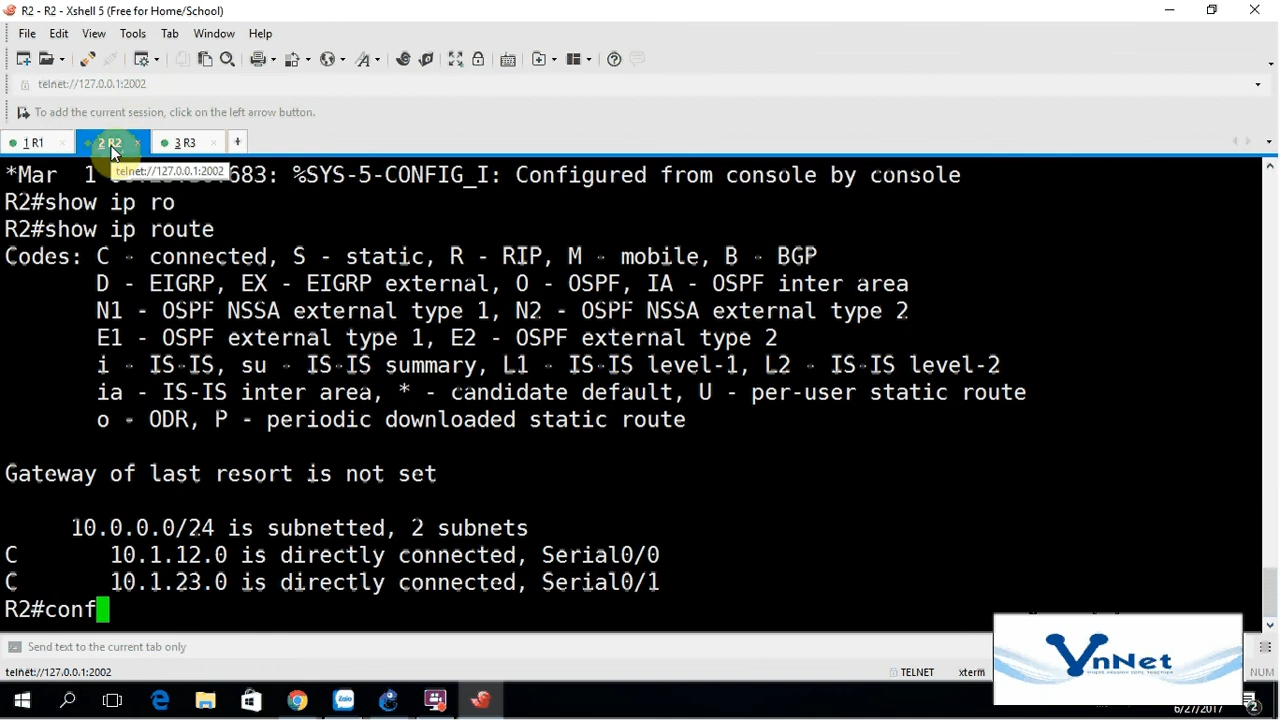 R2 - R2 - Xshell 5 (Free for Home/School)
File Edit View Tools Tab Window Help
telnet://127.0.0.1:2002
To add the current session, click on the left arrow button.
1 R1 2 R2 3 R3
telnet://127.0.0.1:2002
*Mar 1 683: %SYS-5-CONFIG_I: Configured from console by console
R2#show ip ro
R2#show ip route
Codes: C - connected, S - static, R - RIP, M - mobile, B - BGP
D - EIGRP, EX - EIGRP external, O - OSPF, IA - OSPF inter area
N1 - OSPF NSSA external type 1, N2 - OSPF NSSA external type 2
E1 - OSPF external type 1, E2 - OSPF external type 2
i - IS-IS, su - IS-IS summary, L1 - IS-IS level-1, L2 - IS-IS level-2
ia - IS-IS inter area, * - candidate default, U - per-user static route
o - ODR, P - periodic downloaded static route
Gateway of last resort is not set
10.0.0.0/24 is subnetted, 2 subnets
C 10.1.12.0 is directly connected, Serial0/0
C 10.1.23.0 is directly connected, Serial0/1
R2#conf
Send text to the current tab only
telnet://127.0.0.1:2002 TELNET xterm NUM
VnNet
Zalo
6/27/2017
2